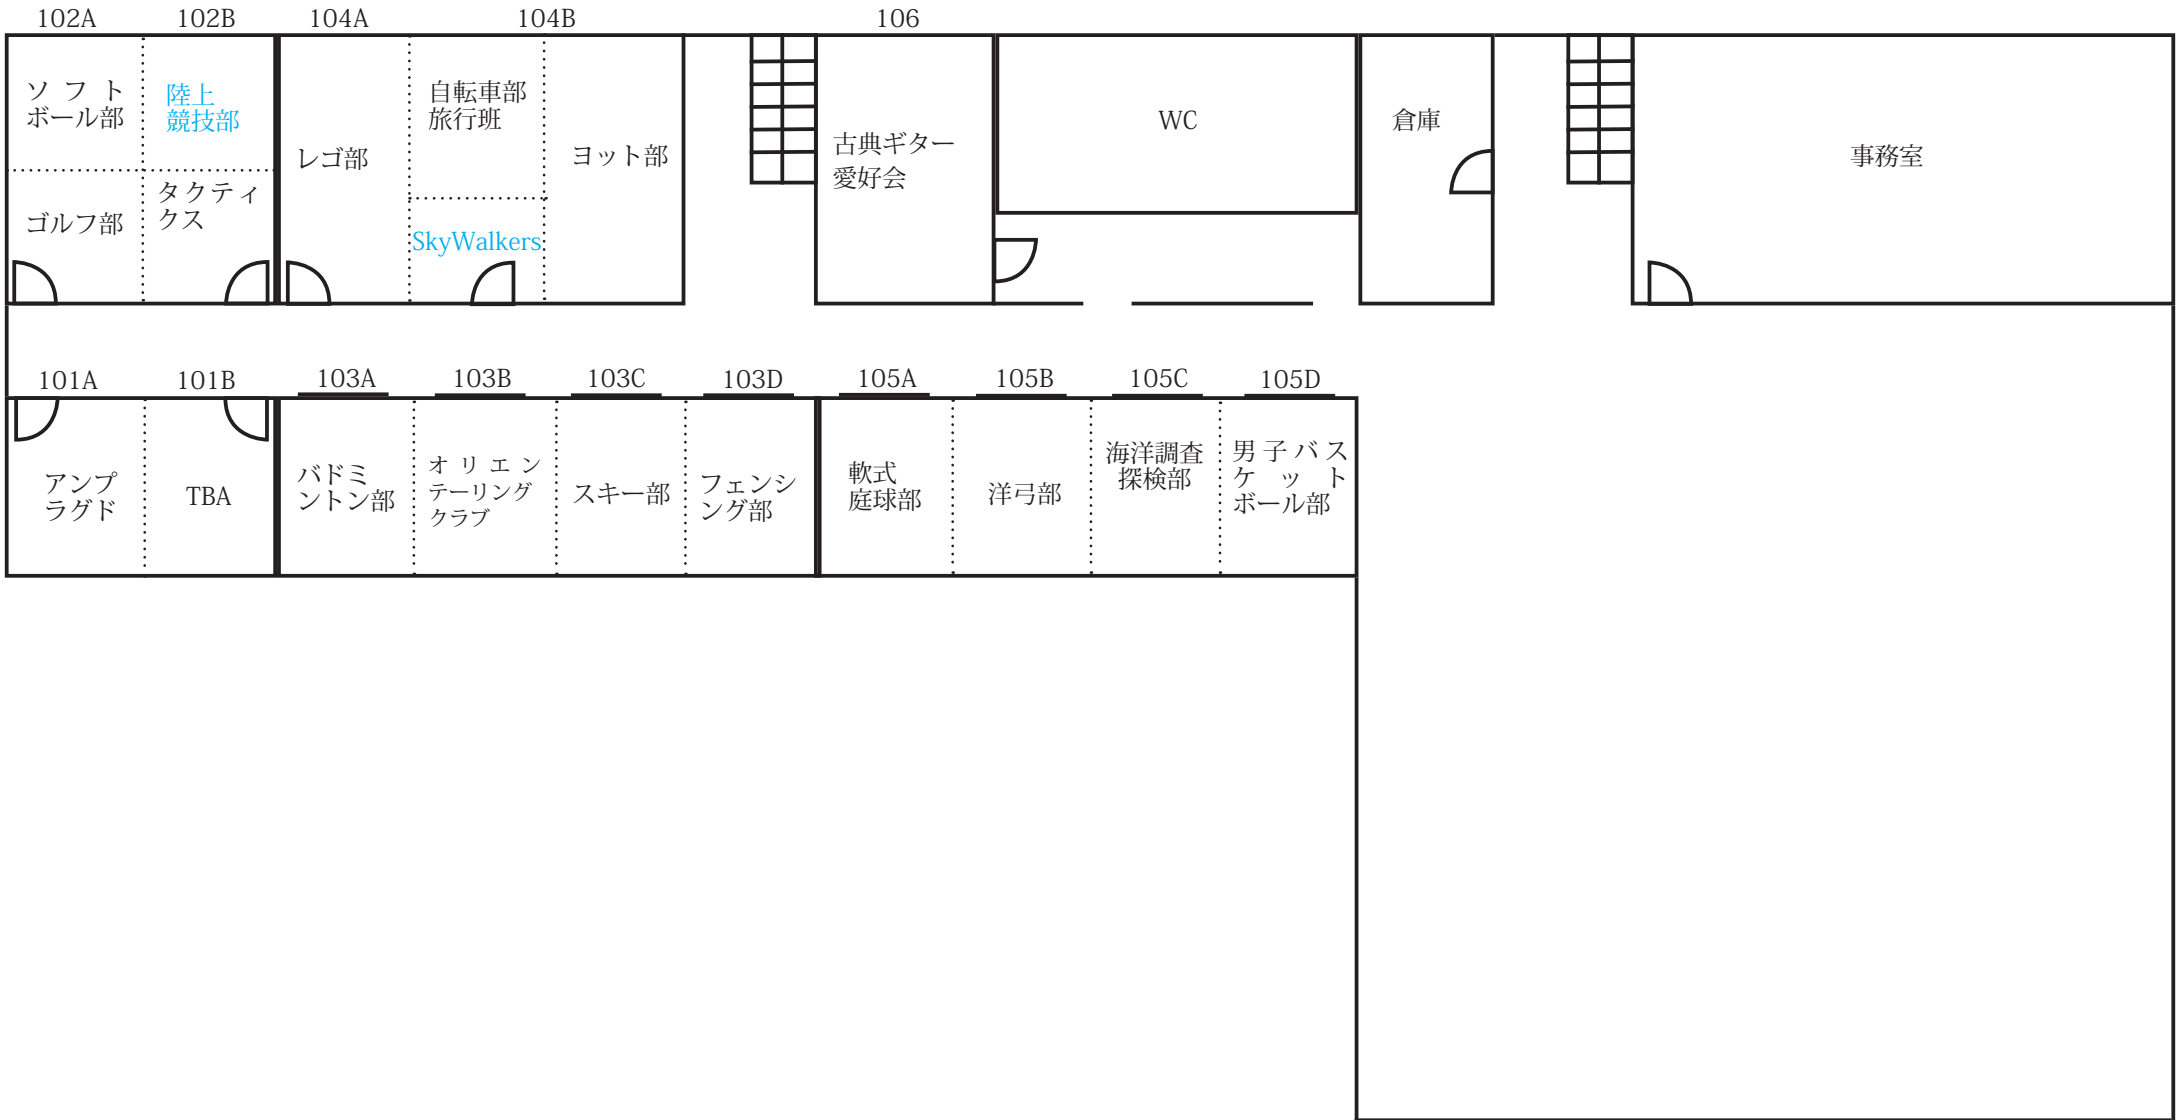 102A
102B
104A
104B
106
ソフト
ボール部
陸上
競技部
ゴルフ部
タクティ
クス
レゴ部
自転車部
旅行班
SkyWalkers
ヨット部
古典ギター
愛好会
WC
倉庫
事務室
101A
101B
103A
103B
103C
103D
105A
105B
105C
105D
アンプ
ラグド
TBA
バドミ
ントン部
オリエン
テーリング
クラブ
スキー部
フェンシ
ング部
軟式
庭球部
洋弓部
海洋調査
探検部
男子バス
ケット
ボール部